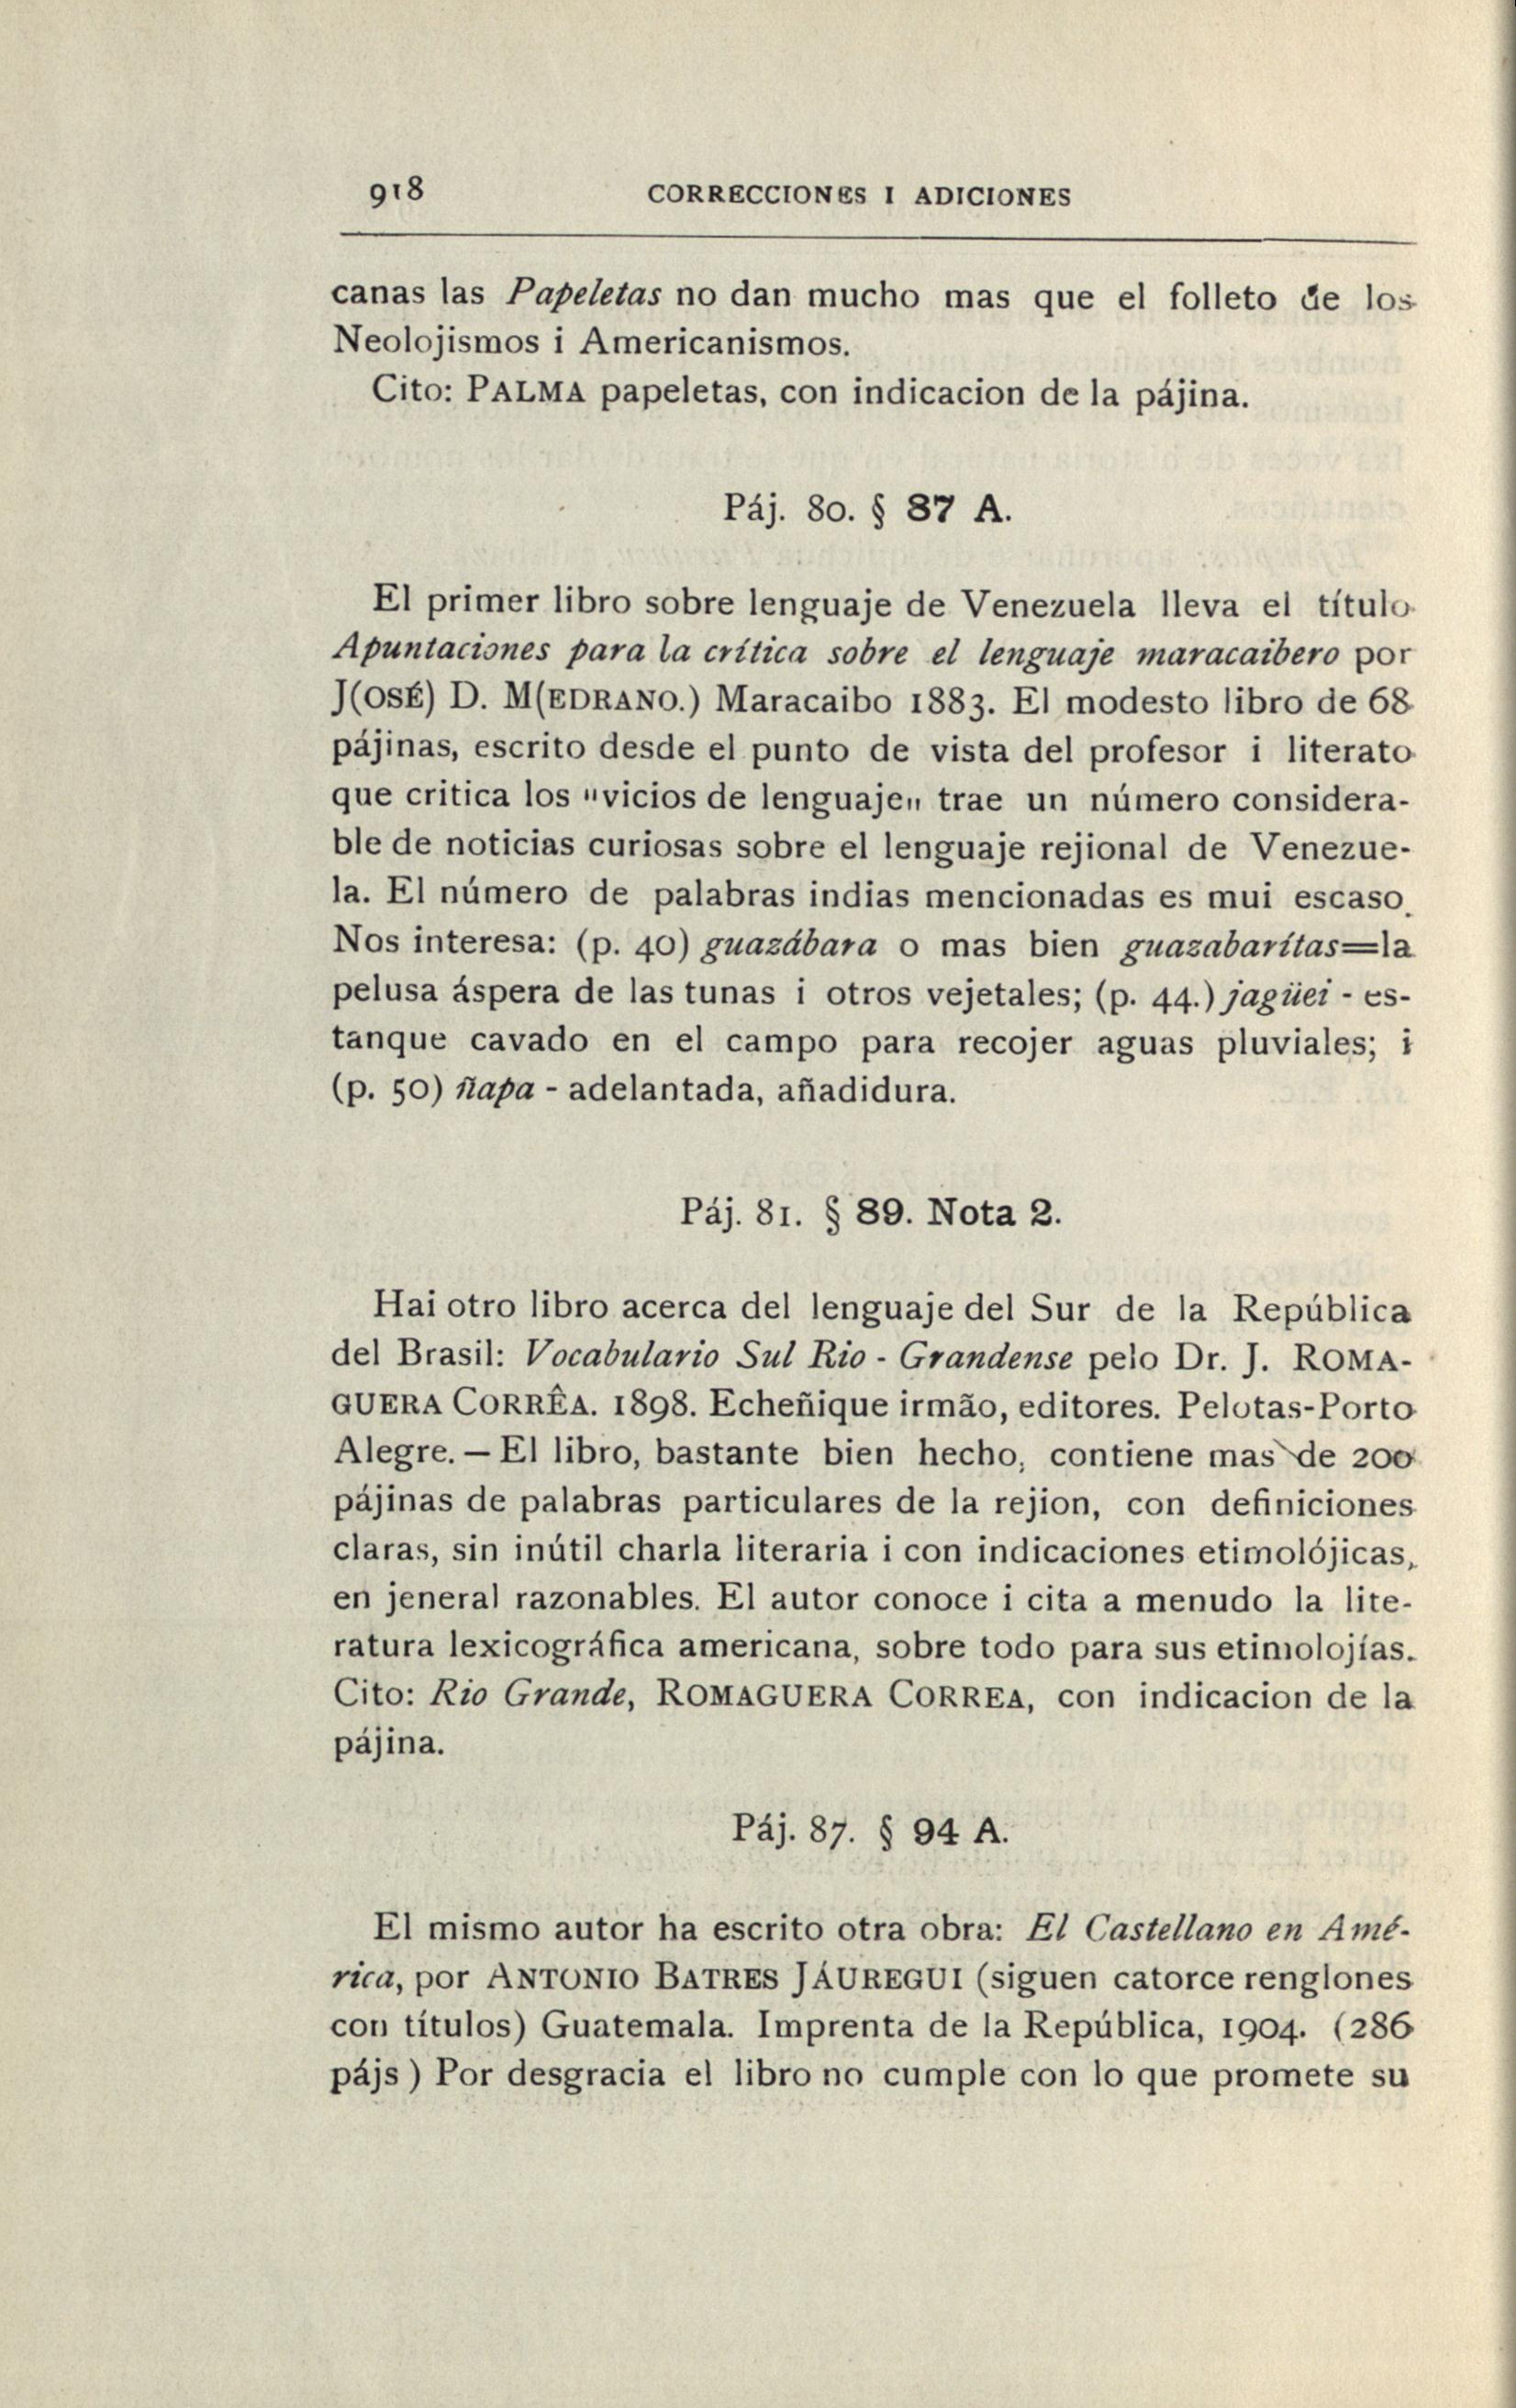 918 CORRECCIONES I ADICIONES
canas las Papeletas no dan mucho mas que el folleto de los
Neolojismos i Americanismos.
Cito: PALMA papeletas, con indicacion de la pájina.
Páj. 80. § 87 A.
El primer libro sobre lenguaje de Venezuela lleva el título
Apuntaciones para la crítica sobre el lenguaje maracaibero por
J(OSÉ) D. M(EDRANO.) Maracaibo 1883. El modesto libro de 68
pájinas, escrito desde el punto de vista del profesor i literato
que critica los "vicios de lenguaje„ trae un número considera-
ble de noticias curiosas sobre el lenguaje rejional de Venezue-
la. El número de palabras indias mencionadas es mui escaso.
Nos interesa: (p. 40) guazábara o mas bien guazabarítas=la
pelusa áspera de las tunas i otros vejetales; (p. 44.) jagüei - es-
tanque cavado en el campo para recojer aguas pluviales; i
(p. 50) ñapa - adelantada, añadidura.
Páj. 81. § 89. Nota 2.
Hai otro libro acerca del lenguaje del Sur de la República
del Brasil: Vocabulario Sul Rio - Grandense pelo Dr. J. ROMA-
GUERA CORRÊA. 1898. Echeñique irmão, editores. Pelotas-Porto
Alegre. — El libro, bastante bien hecho, contiene mas de 200
pájinas de palabras particulares de la rejion, con definiciones
claras, sin inútil charla literaria i con indicaciones etimolójicas,
en jeneral razonables. El autor conoce i cita a menudo la lite-
ratura lexicográfica americana, sobre todo para sus etimolojías.
Cito: Rio Grande, ROMAGUERA CORREA, con indicacion de la
pájina.
Páj. 87. § 94 A.
El mismo autor ha escrito otra obra: El Castellano en Amé-
rica, por ANTONIO BATRES JÁUREGUI (siguen catorce renglones
con títulos) Guatemala. Imprenta de la República, 1904. (286
pájs ) Por desgracia el libro no cumple con lo que promete su